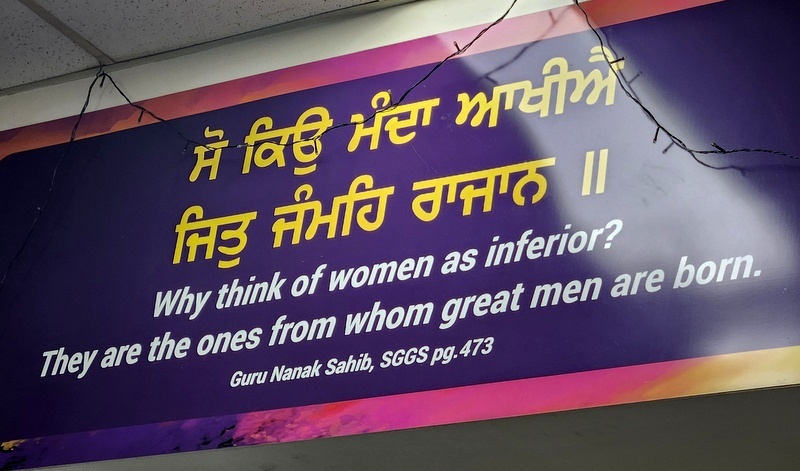 ਸੋ ਕਿਉ ਮੰਦਾ ਆਖੀਐ
ਜਿਤੁ ਜੰਮਹਿ ਰਾਜਾਨ ॥
Why think of women as inferior?
They are the ones from whom great men are born.
Guru Nanak Sahib, SGGS pg.473